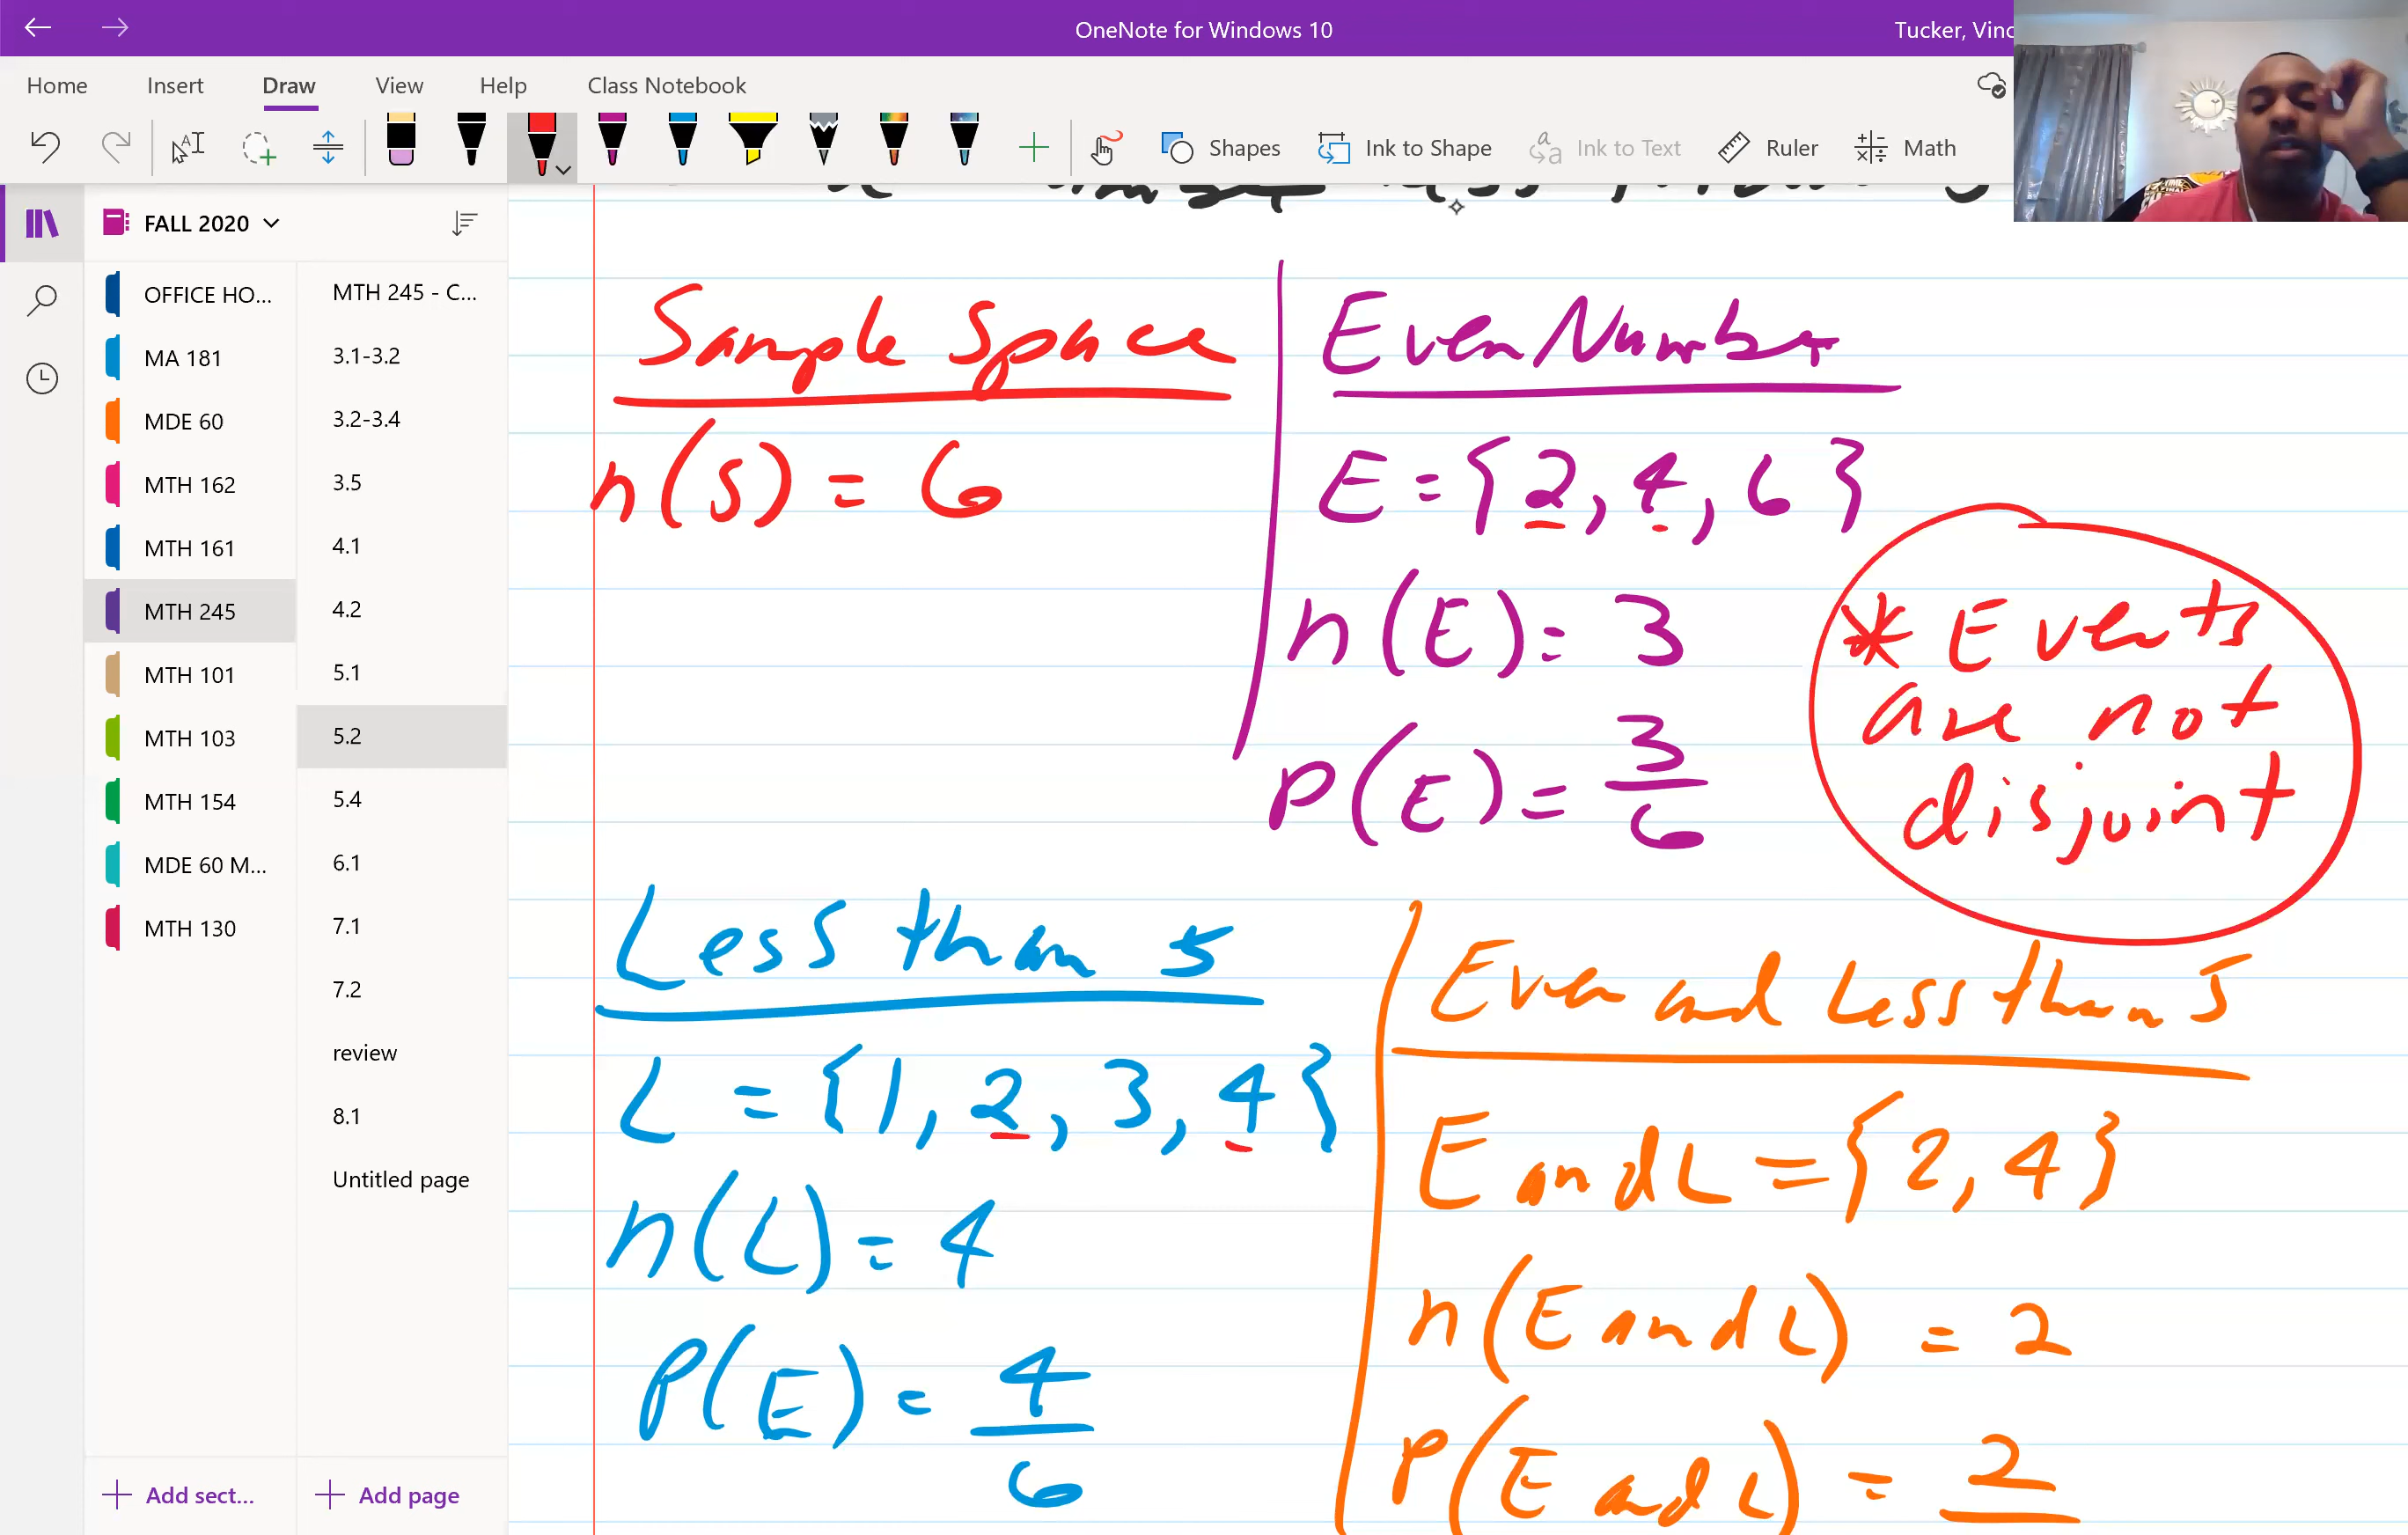 OneNote for Windows 10
Tucker, Vinc
Home Insert Draw View Help Class Notebook
Shapes Ink to Shape Ink to Text Ruler Math
FALL 2020
OFFICE HO...
MA 181
MDE 60
MTH 162
MTH 161
MTH 245
MTH 101
MTH 103
MTH 154
MDE 60 M...
MTH 130
Add sect...
MTH 245 - C...
3.1-3.2
3.2-3.4
3.5
4.1
4.2
5.1
5.2
5.4
6.1
7.1
7.2
review
8.1
Untitled page
Add page
Sample Space
n(S) = 6
Even Number
E = {2, 4, 6}
n(E) = 3
P(E) = 3/6
* Events
are not
disjoint
Less than 5
L = {1, 2, 3, 4}
n(L) = 4
P(E) = 4/6
Even and Less than 5
E and L = {2, 4}
n(E and L) = 2
P(E and L) = 2